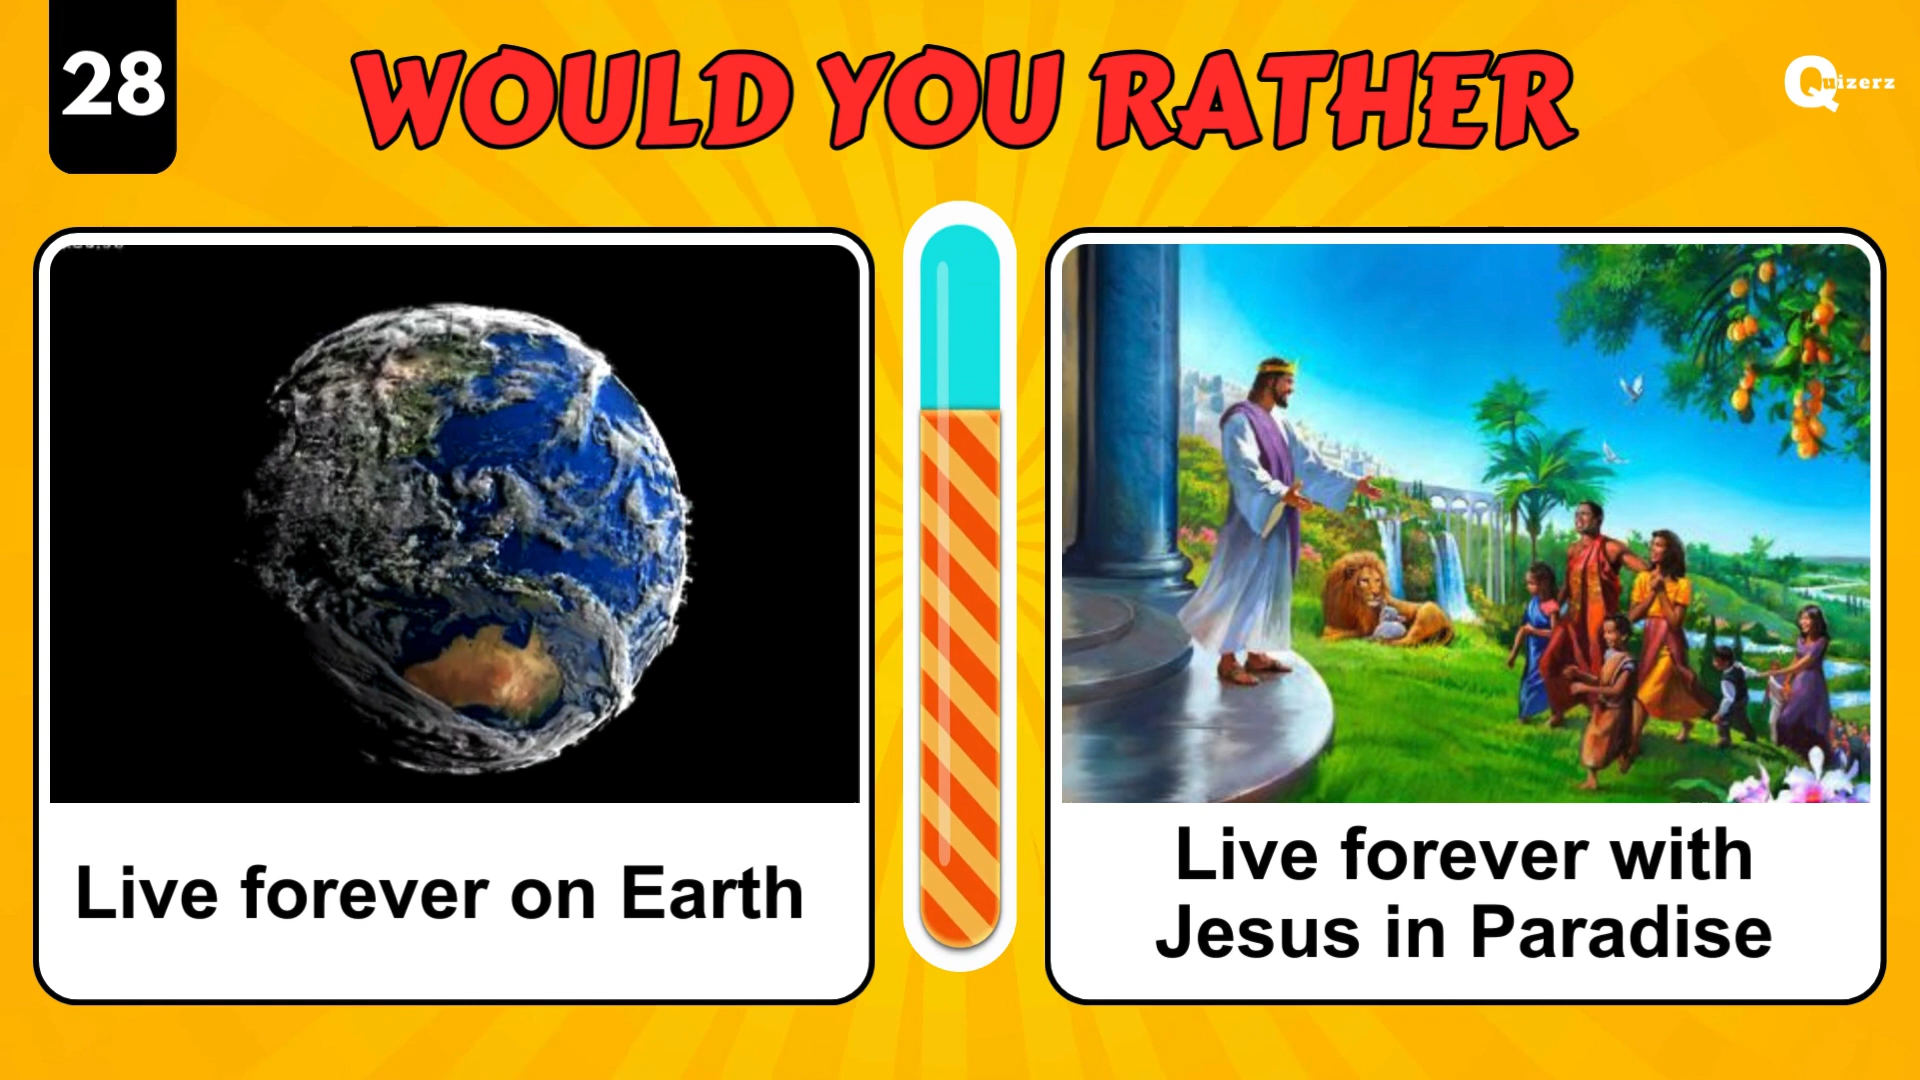 28
WOULD YOU RATHER
Quizerz
Live forever on Earth
Live forever with
Jesus in Paradise